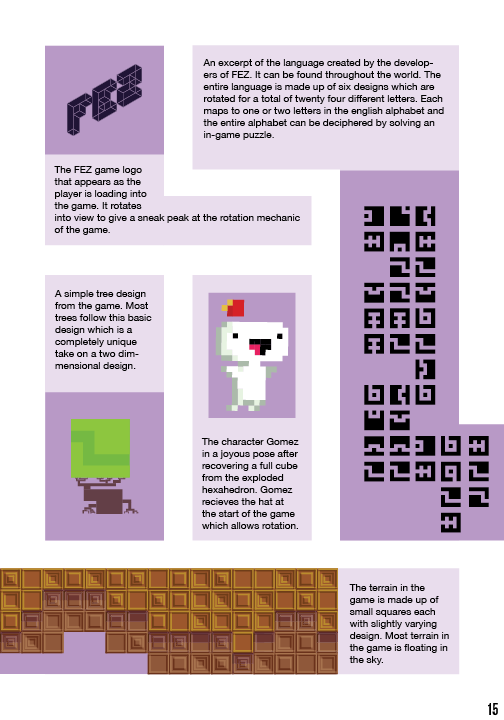 FEZ
An excerpt of the language created by the develop-
ers of FEZ. It can be found throughout the world. The
entire language is made up of six designs which are
rotated for a total of twenty four different letters. Each
maps to one or two letters in the english alphabet and
the entire alphabet can be deciphered by solving an
in-game puzzle.
The FEZ game logo
that appears as the
player is loading into
the game. It rotates
into view to give a sneak peak at the rotation mechanic
of the game.
A simple tree design
from the game. Most
trees follow this basic
design which is a
completely unique
take on a two dim-
mensional design.
The character Gomez
in a joyous pose after
recovering a full cube
from the exploded
hexahedron. Gomez
recieves the hat at
the start of the game
which allows rotation.
The terrain in the
game is made up of
small squares each
with slightly varying
design. Most terrain in
the game is floating in
the sky.
15